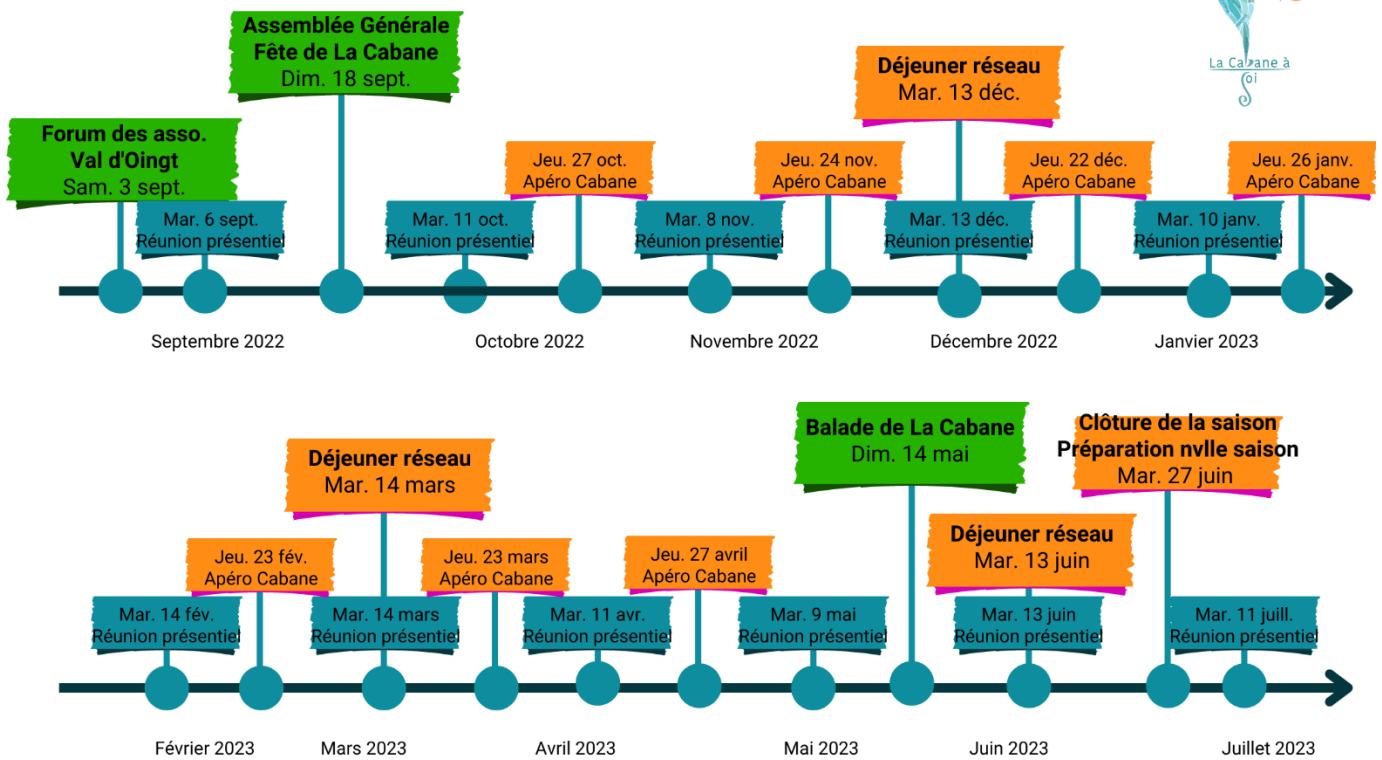 La Cabane à
Soi
Assemblée Générale
Fête de La Cabane
Dim. 18 sept.
Déjeuner réseau
Mar. 13 déc.
Forum des asso.
Val d'Oingt
Sam. 3 sept.
Jeu. 27 oct.
Apéro Cabane
Jeu. 24 nov.
Apéro Cabane
Jeu. 22 déc.
Apéro Cabane
Jeu. 26 janv.
Apéro Cabane
Mar. 6 sept.
Réunion présentiel
Mar. 11 oct.
Réunion présentiel
Mar. 8 nov.
Réunion présentiel
Mar. 13 déc.
Réunion présentiel
Mar. 10 janv.
Réunion présentiel
Septembre 2022
Octobre 2022
Novembre 2022
Décembre 2022
Janvier 2023
Balade de La Cabane
Dim. 14 mai
Clôture de la saison
Préparation nvlle saison
Mar. 27 juin
Déjeuner réseau
Mar. 14 mars
Déjeuner réseau
Mar. 13 juin
Jeu. 23 fév.
Apéro Cabane
Jeu. 23 mars
Apéro Cabane
Jeu. 27 avril
Apéro Cabane
Mar. 14 fév.
Réunion présentiel
Mar. 14 mars
Réunion présentiel
Mar. 11 avr.
Réunion présentiel
Mar. 9 mai
Réunion présentiel
Mar. 13 juin
Réunion présentiel
Mar. 11 juill.
Réunion présentiel
Février 2023
Mars 2023
Avril 2023
Mai 2023
Juin 2023
Juillet 2023